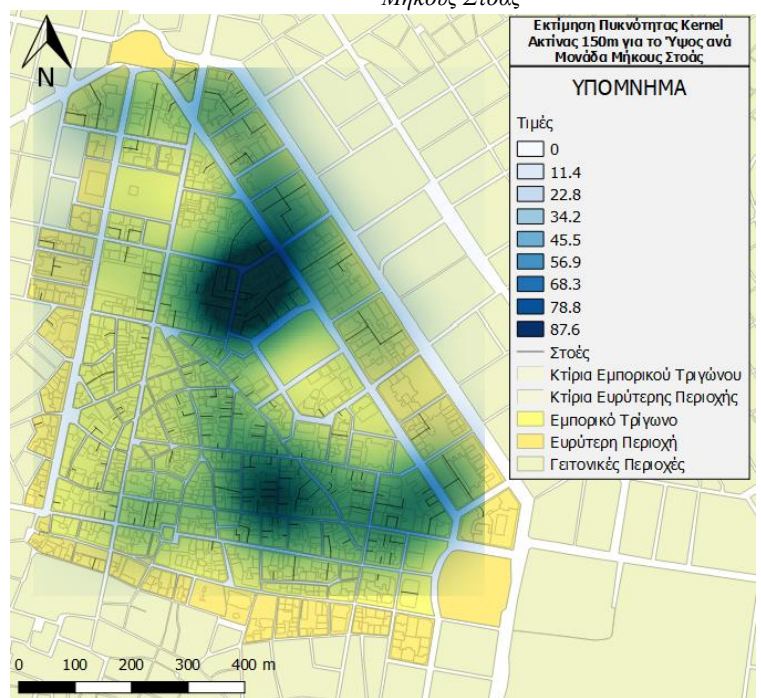 Μήκους Στοάς
Εκτίμηση Πυκνότητας Kernel
Ακτίνας 150m για το Ύψος ανά
Μονάδα Μήκους Στοάς
N
ΥΠΟΜΝΗΜΑ
Τιμές
0
11.4
22.8
34.2
45.5
56.9
68.3
78.8
87.6
Στοές
Κτίρια Εμπορικού Τριγώνου
Κτίρια Ευρύτερης Περιοχής
Εμπορικό Τρίγωνο
Ευρύτερη Περιοχή
Γειτονικές Περιοχές
0 100 200 300 400 m